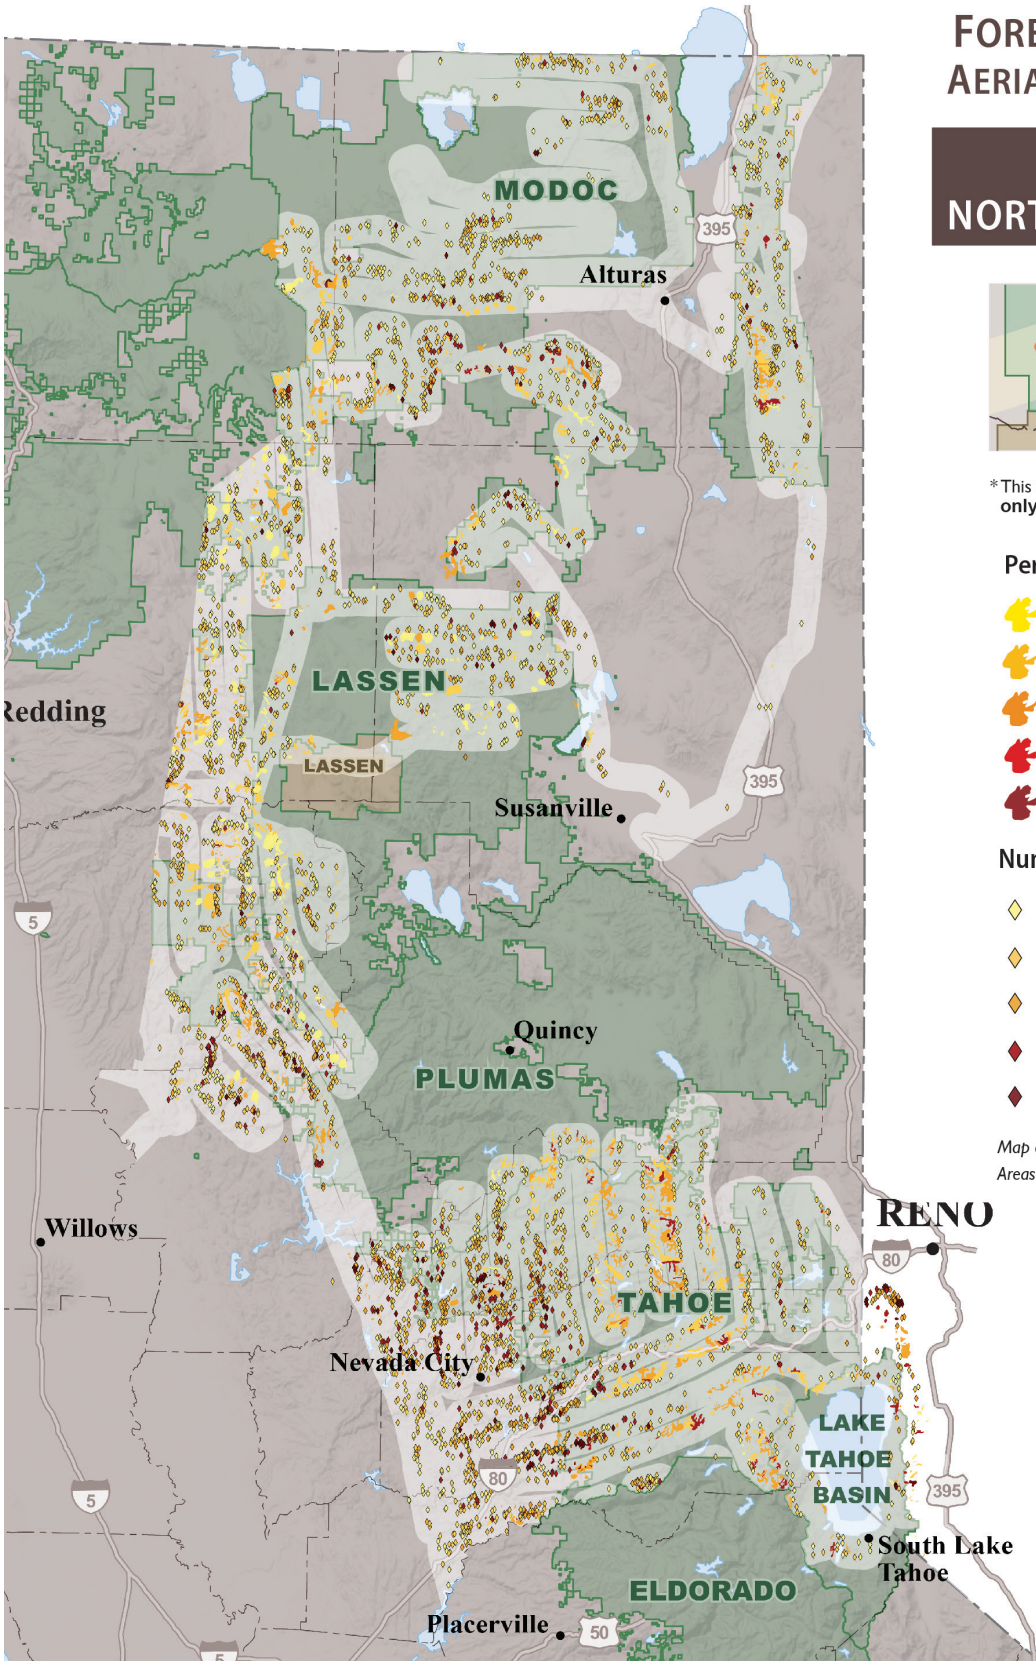 FORE
AERIA
NORT
MODOC
395
Alturas
* This
only
Per
LASSEN
Redding
LASSEN
395
Susanville
Nur
5
Quincy
PLUMAS
Map
Areas
RENO
Willows
80
TAHOE
Nevada City
LAKE
TAHOE
BASIN
80
5
395
South Lake
Tahoe
ELDORADO
Placerville
50
5